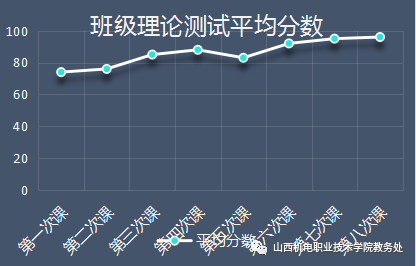 班级理论测试平均分数
100
80
60
40
20
0
第一次课
第二次课
第三次课
第四次课
第五次课
第六次课
第七次课
第八次课
平均分数
山西机电职业技术学院教务处